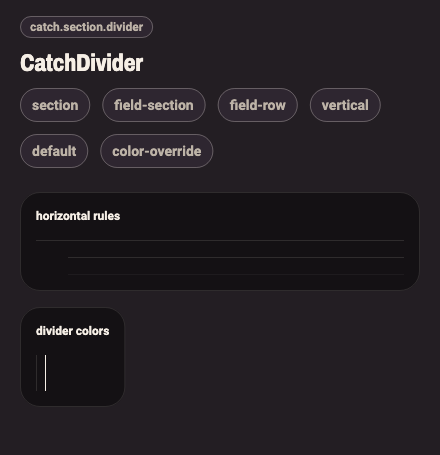 catch.section.divider
CatchDivider
section field-section field-row vertical
default color-override
horizontal rules
divider colors